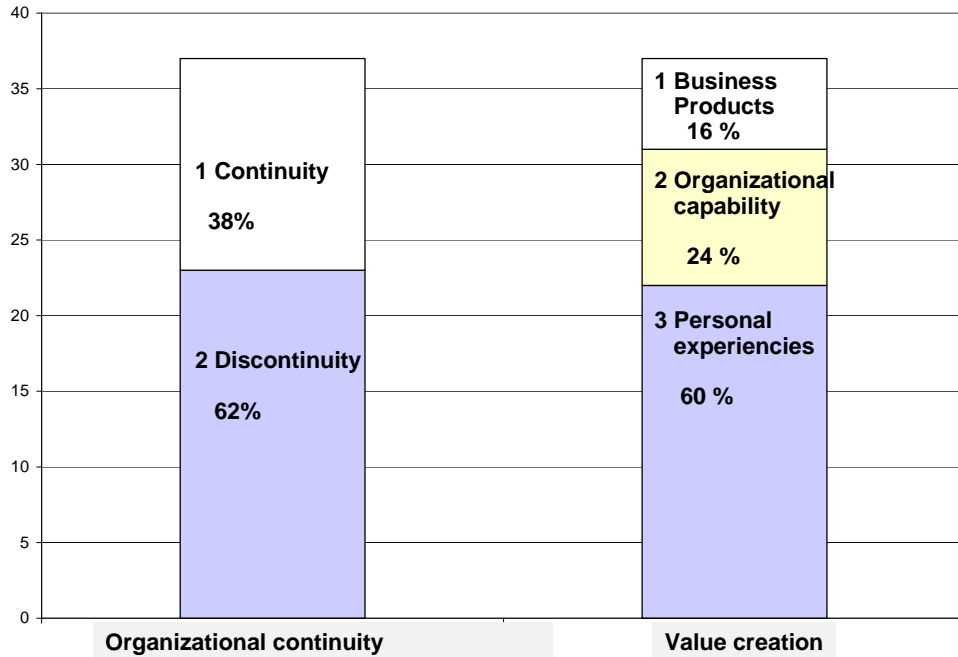 40
35
30
25
20
15
10
5
0
1 Continuity
38%
2 Discontinuity
62%
1 Business
Products
16 %
2 Organizational
capability
24 %
3 Personal
experiencies
60 %
Organizational continuity
Value creation